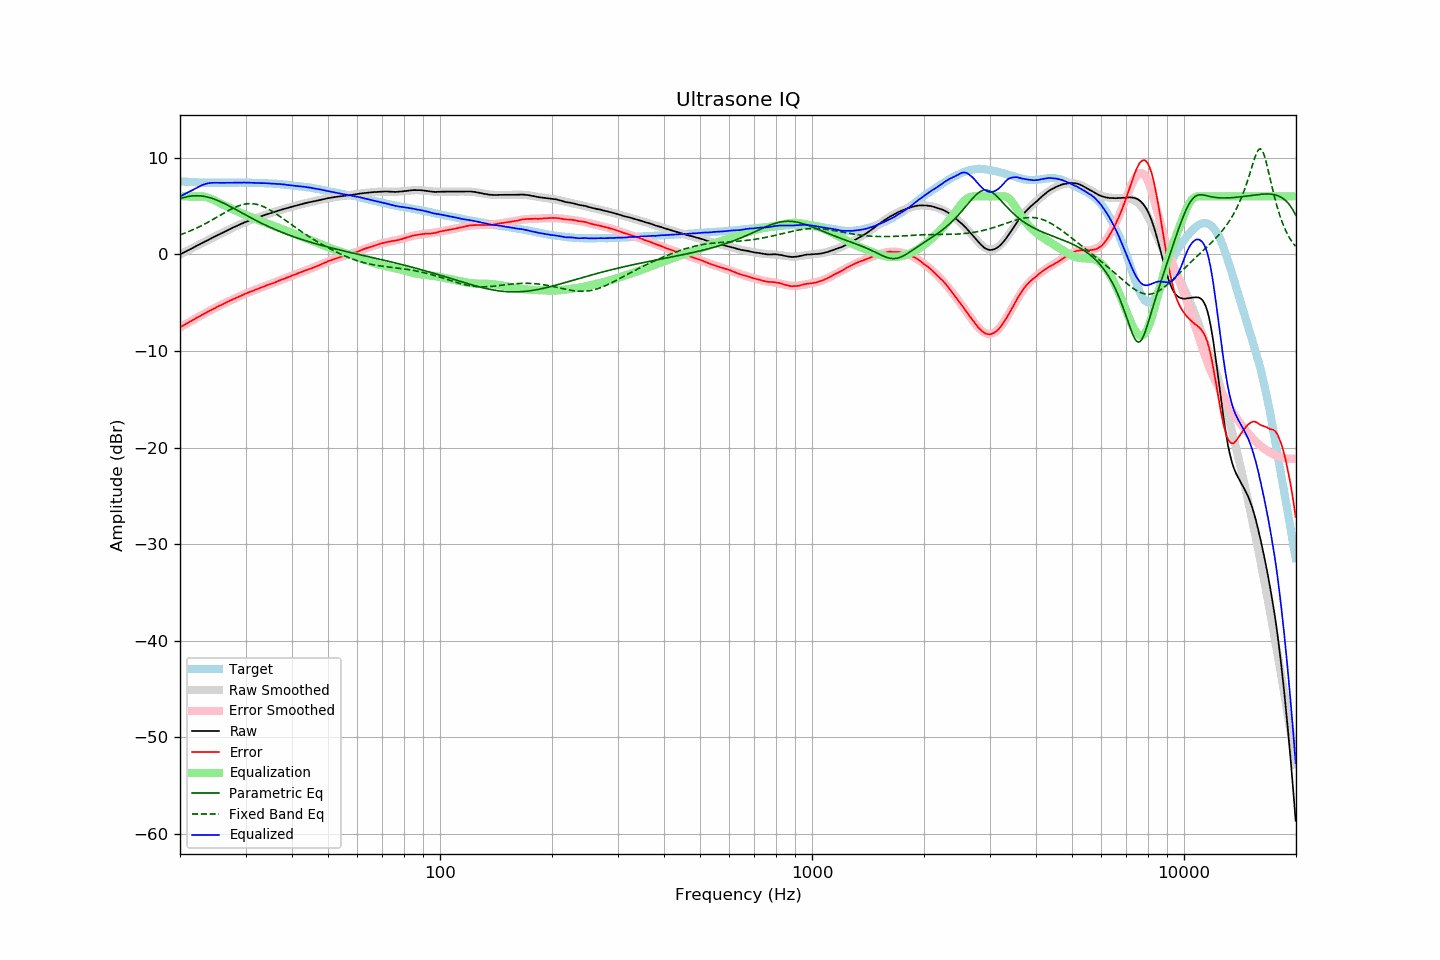 Ultrasone IQ
Amplitude (dBr)
10
0
−10
−20
−30
−40
−50
−60
Target
Raw Smoothed
Error Smoothed
Raw
Error
Equalization
Parametric Eq
Fixed Band Eq
Equalized
100
1000
10000
Frequency (Hz)